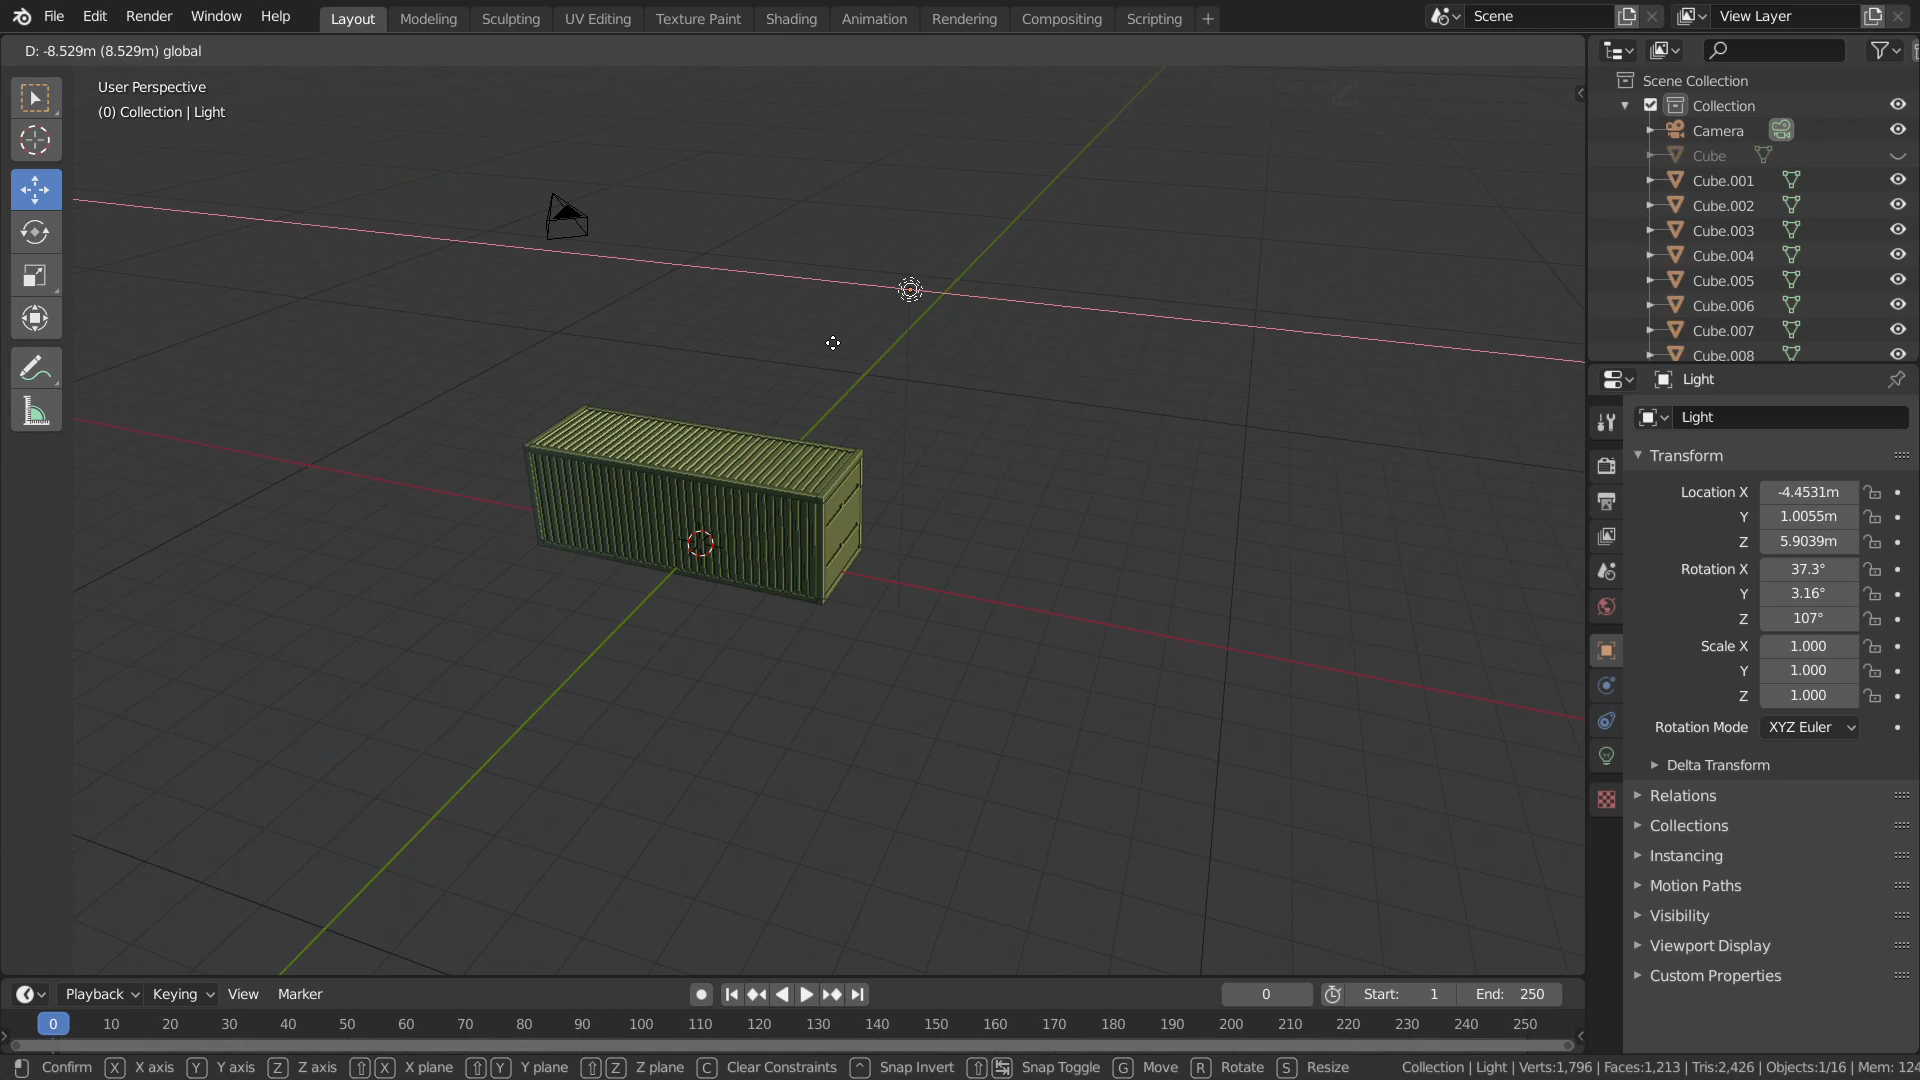 File Edit Render Window Help
Layout Modeling Sculpting UV Editing Texture Paint Shading Animation Rendering Compositing Scripting +
Scene
View Layer
D: -8.529m (8.529m) global
User Perspective
(0) Collection | Light
Scene Collection
Collection
Camera
Cube
Cube.001
Cube.002
Cube.003
Cube.004
Cube.005
Cube.006
Cube.007
Cube.008
Light
Light
Transform
Location X -4.4531m
Y 1.0055m
Z 5.9039m
Rotation X 37.3°
Y 3.16°
Z 107°
Scale X 1.000
Y 1.000
Z 1.000
Rotation Mode XYZ Euler
Delta Transform
Relations
Collections
Instancing
Motion Paths
Visibility
Viewport Display
Custom Properties
Playback Keying View Marker
0
Start: 1
End: 250
0 10 20 30 40 50 60 70 80 90 100 110 120 130 140 150 160 170 180 190 200 210 220 230 240 250
Confirm X X axis Y Y axis Z Z axis X X plane Y Y plane Z Z plane C Clear Constraints Snap Invert Snap Toggle G Move R Rotate S Resize
Collection | Light | Verts:1,796 | Faces:1,213 | Tris:2,426 | Objects:1/16 | Mem: 124